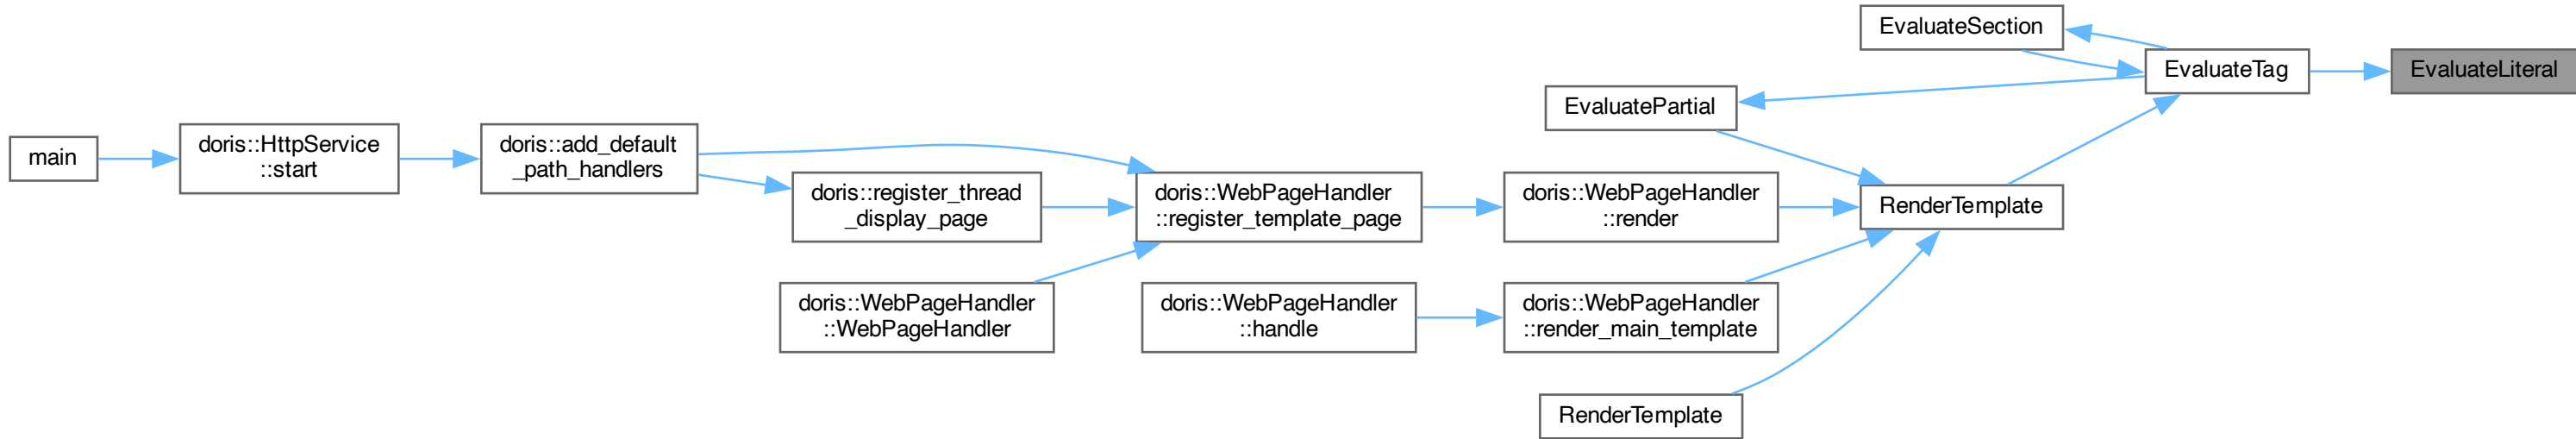 EvaluateSection
EvaluateTag
EvaluateLiteral
EvaluatePartial
main
doris::HttpService
::start
doris::add_default
_path_handlers
doris::register_thread
_display_page
doris::WebPageHandler
::register_template_page
doris::WebPageHandler
::render
RenderTemplate
doris::WebPageHandler
::WebPageHandler
doris::WebPageHandler
::handle
doris::WebPageHandler
::render_main_template
RenderTemplate